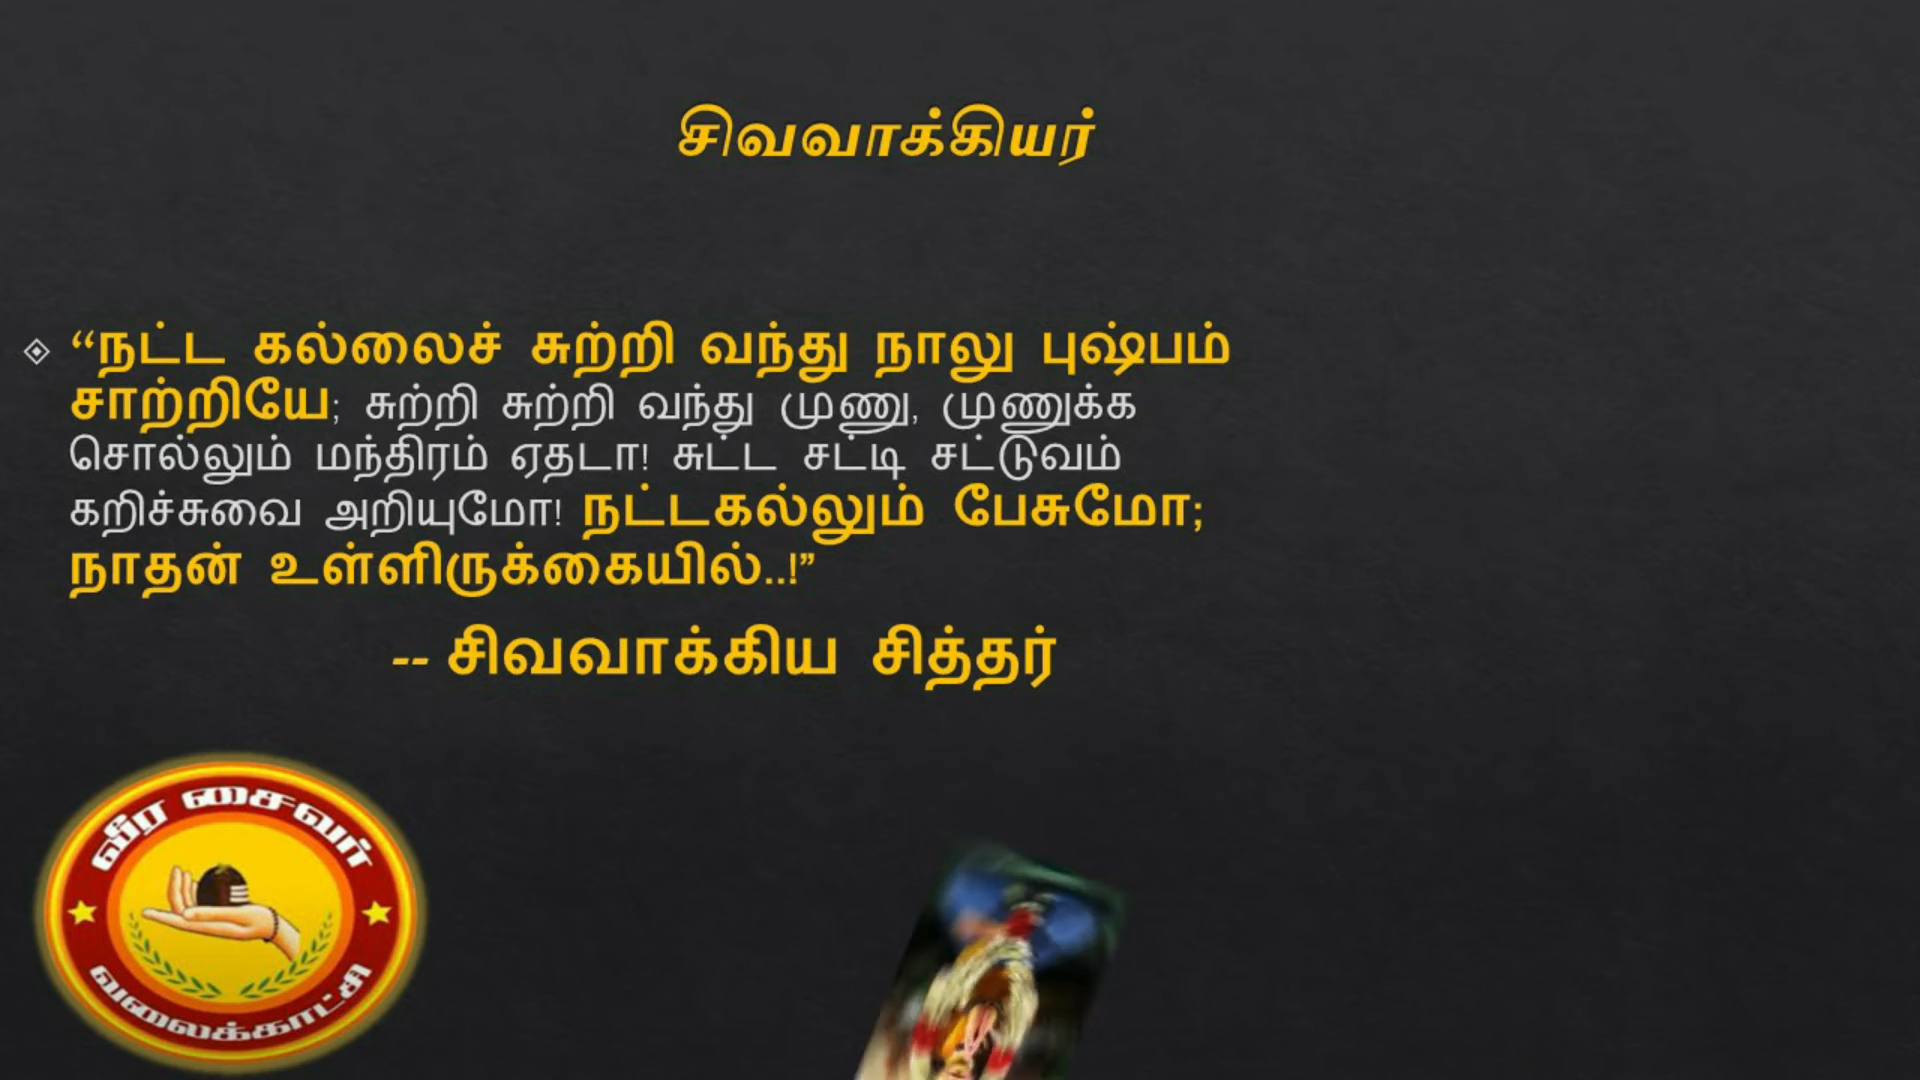 சிவவாக்கியர்
“நட்ட கல்லைச் சுற்றி வந்து நாலு புஷ்பம்
சாற்றியே; சுற்றி சுற்றி வந்து முணு, முணுக்க
சொல்லும் மந்திரம் ஏதடா! சுட்ட சட்டி சட்டுவம்
கறிச்சுவை அறியுமோ! நட்டகல்லும் பேசுமோ;
நாதன் உள்ளிருக்கையில்..!”
-- சிவவாக்கிய சித்தர்
வீர சைவர்
வலைக்காட்சி